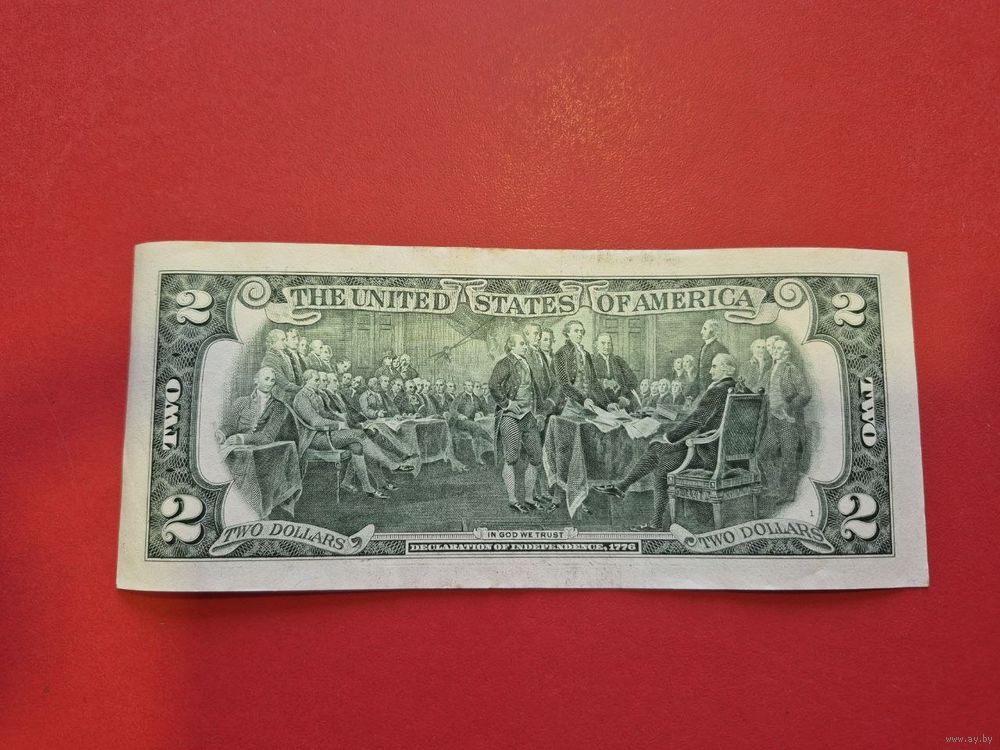 THE UNITED STATES OF AMERICA
2
2
TWO
TWO
2
2
1
TWO DOLLARS
IN GOD WE TRUST
TWO DOLLARS
DECLARATION OF INDEPENDENCE, 1776
www.ay.by